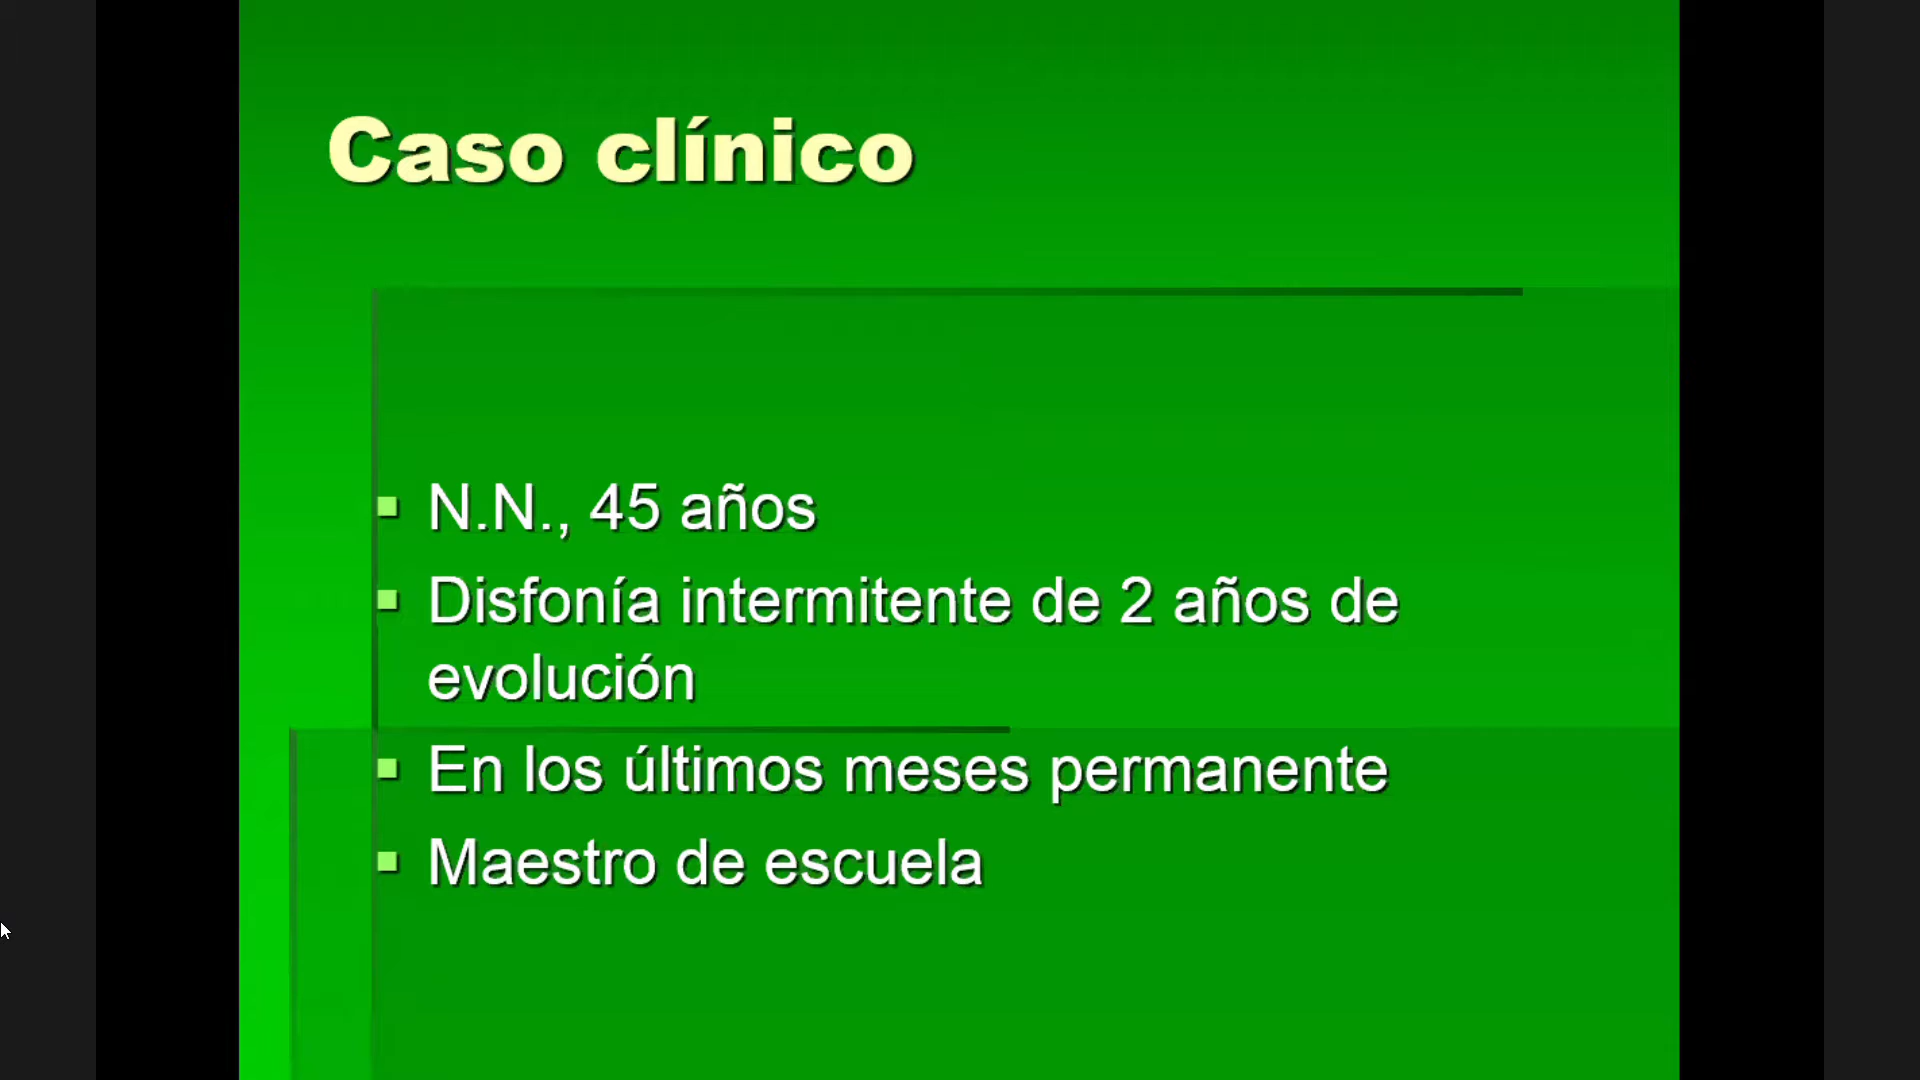 Caso clínico
N.N., 45 años
Disfonía intermitente de 2 años de
evolución
En los últimos meses permanente
Maestro de escuela